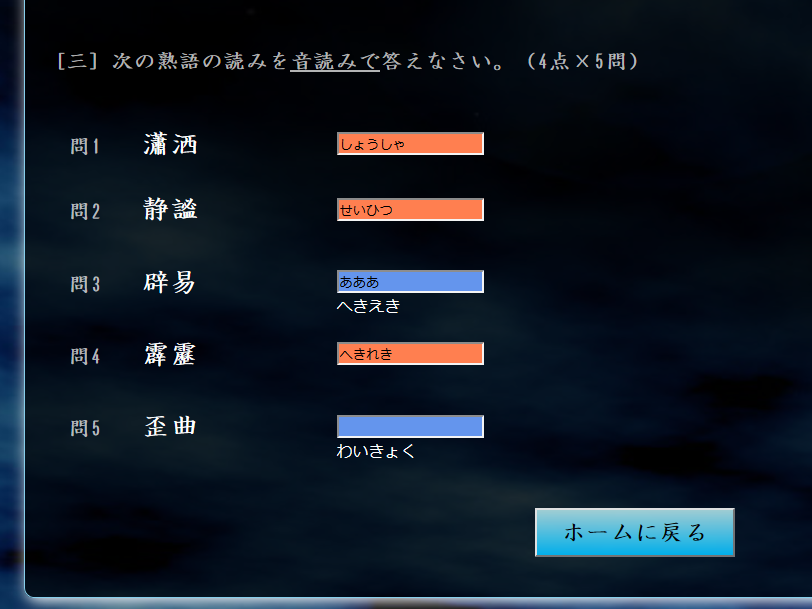 [三] 次の熟語の読みを音読みで答えなさい。（4点×5問）
問1 瀟洒 しょうしゃ
問2 静謐 せいひつ
問3 辟易 あああ
へきえき
問4 霹靂 へきれき
問5 歪曲
わいきょく
ホームに戻る